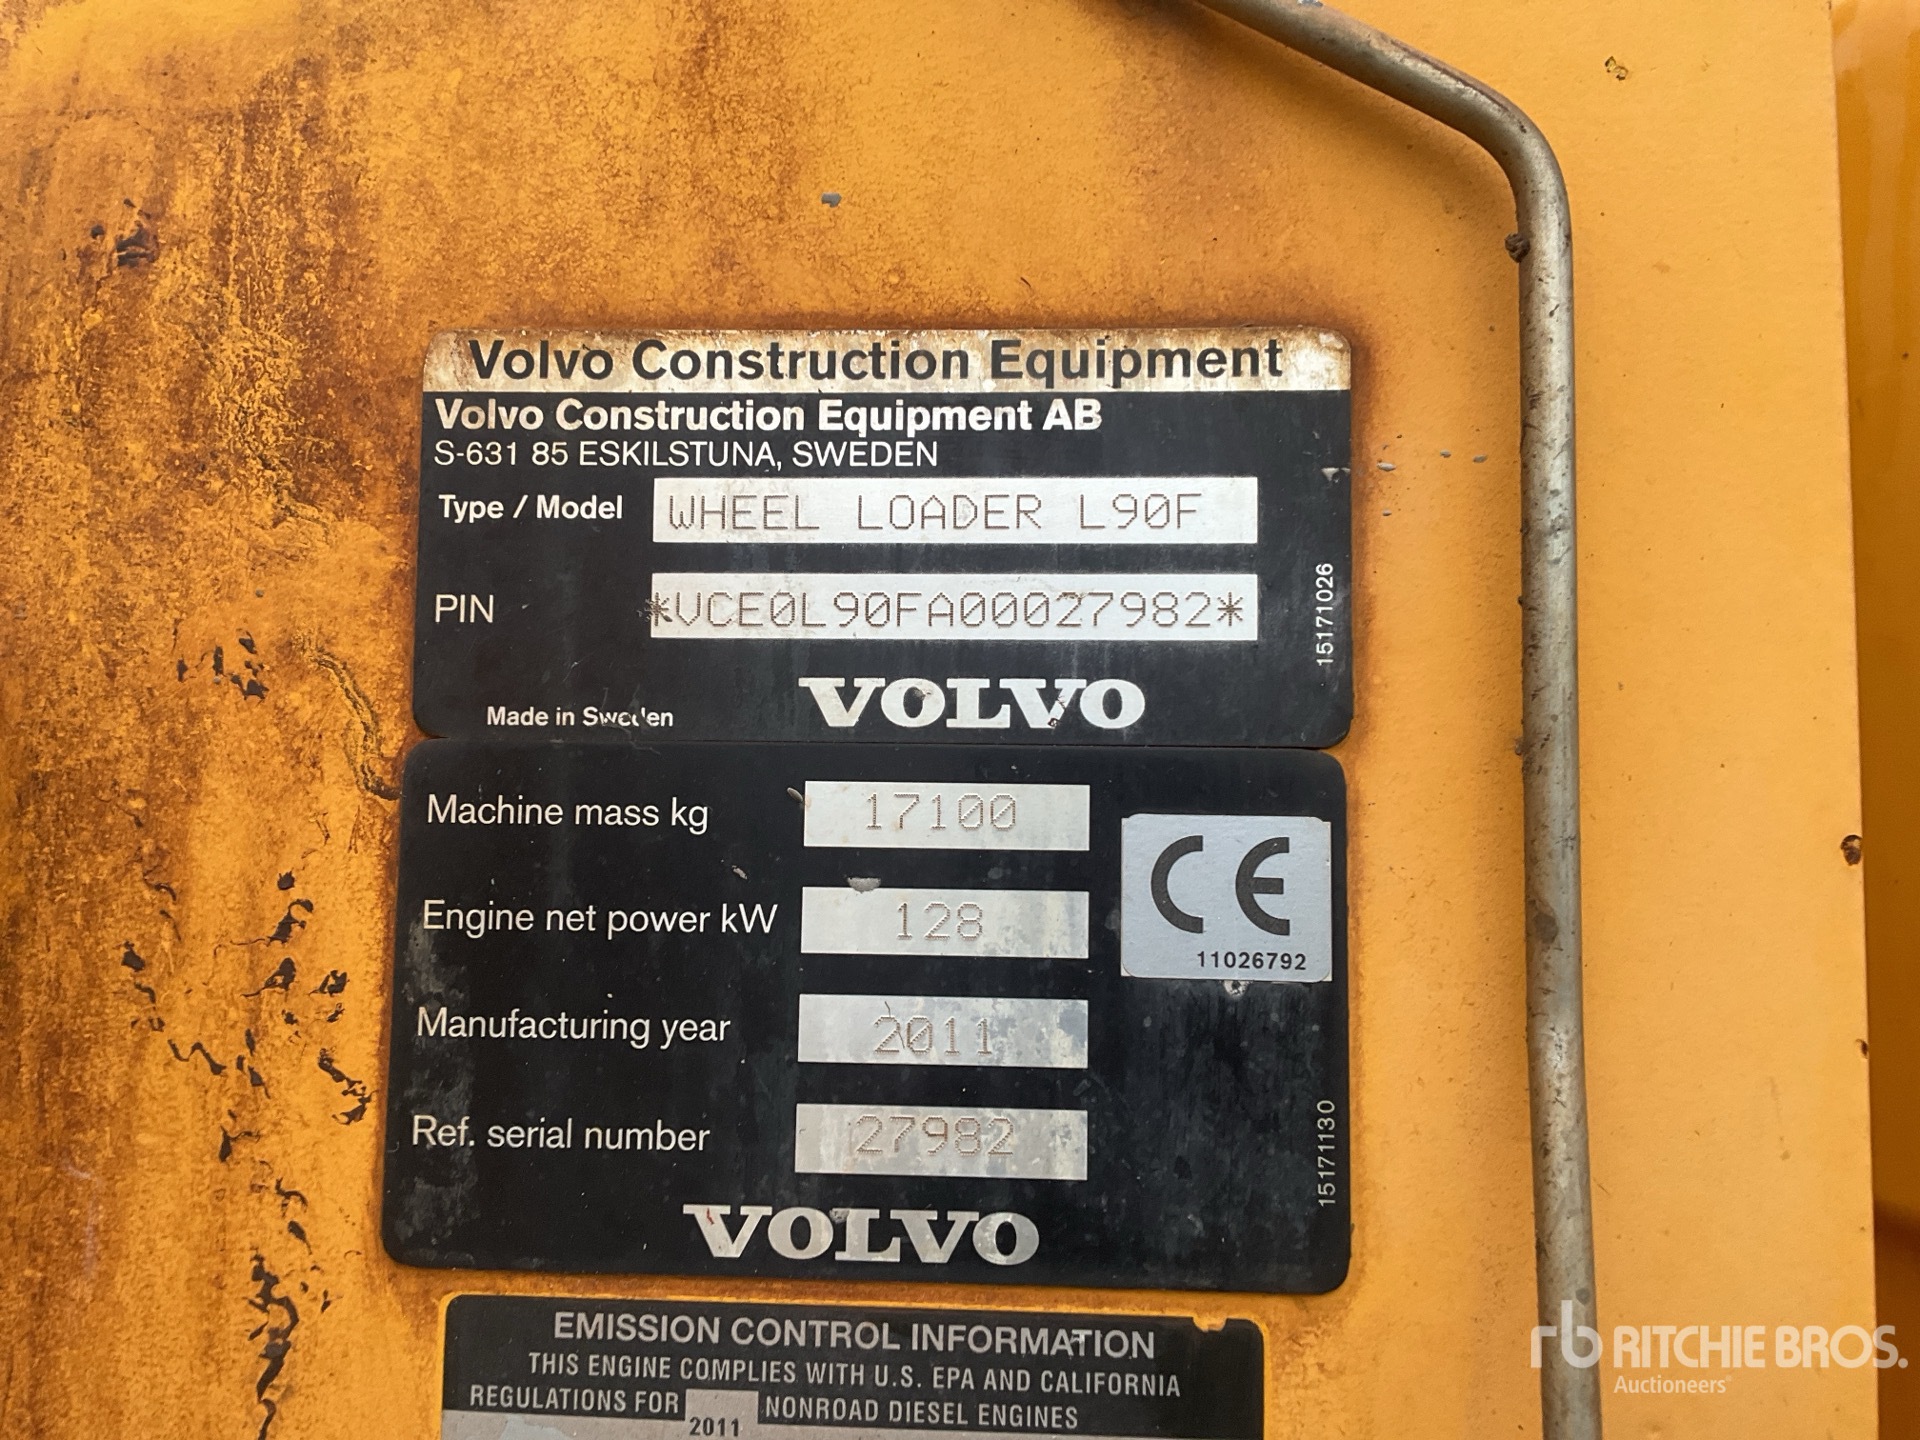 Volvo Construction Equipment
Volvo Construction Equipment AB
S-631 85 ESKILSTUNA, SWEDEN
Type / Model WHEEL LOADER L90F
PIN *VCE0L90FA00027982*
15171026
Made in Sweden VOLVO
Machine mass kg 17100
Engine net power kW 128
CE
11026792
Manufacturing year 2011
Ref. serial number 27982
15171130
VOLVO
EMISSION CONTROL INFORMATION
THIS ENGINE COMPLIES WITH U.S. EPA AND CALIFORNIA
REGULATIONS FOR 2011 NONROAD DIESEL ENGINES
rb RITCHIE BROS.
Auctioneers